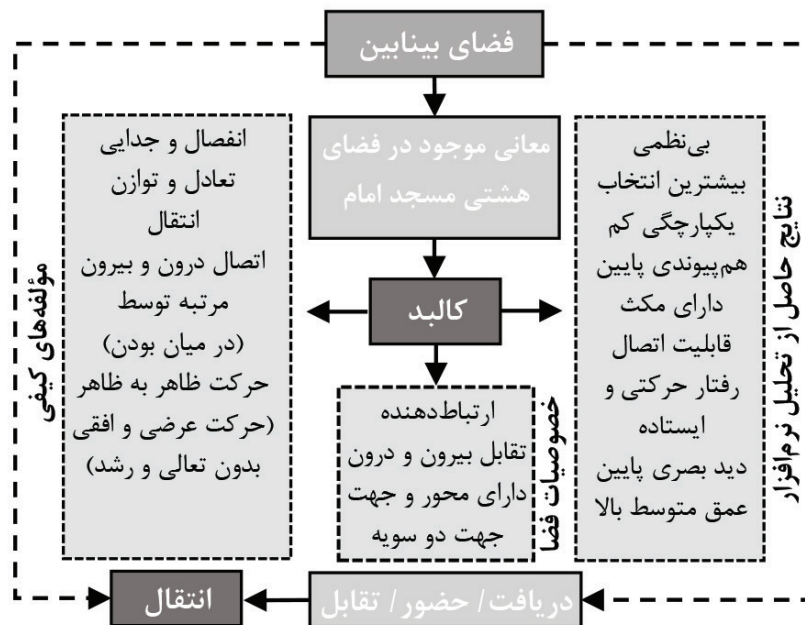 فضای بینابین
معانی موجود در فضای
هشتی مسجد امام
کالبد
نتایج حاصل از تحلیل نرم‌افزار
بی‌نظمی
بیشترین انتخاب
یکپارچگی کم
هم‌پیوندی پایین
دارای مکث
قابلیت اتصال
رفتار حرکتی و
ایستاده
دید بصری پایین
عمق متوسط بالا
خصوصیات فضا
ارتباط‌دهنده
تقابل بیرون و درون
دارای محور و جهت
جهت دو سویه
مؤلفه‌های کیفی
انفصال و جدایی
تعادل و توازن
انتقال
اتصال درون و بیرون
مرتبه توسط
(در میان بودن)
حرکت ظاهر به ظاهر
(حرکت عرضی و افقی
بدون تعالی و رشد)
دریافت/ حضور/ تقابل
انتقال